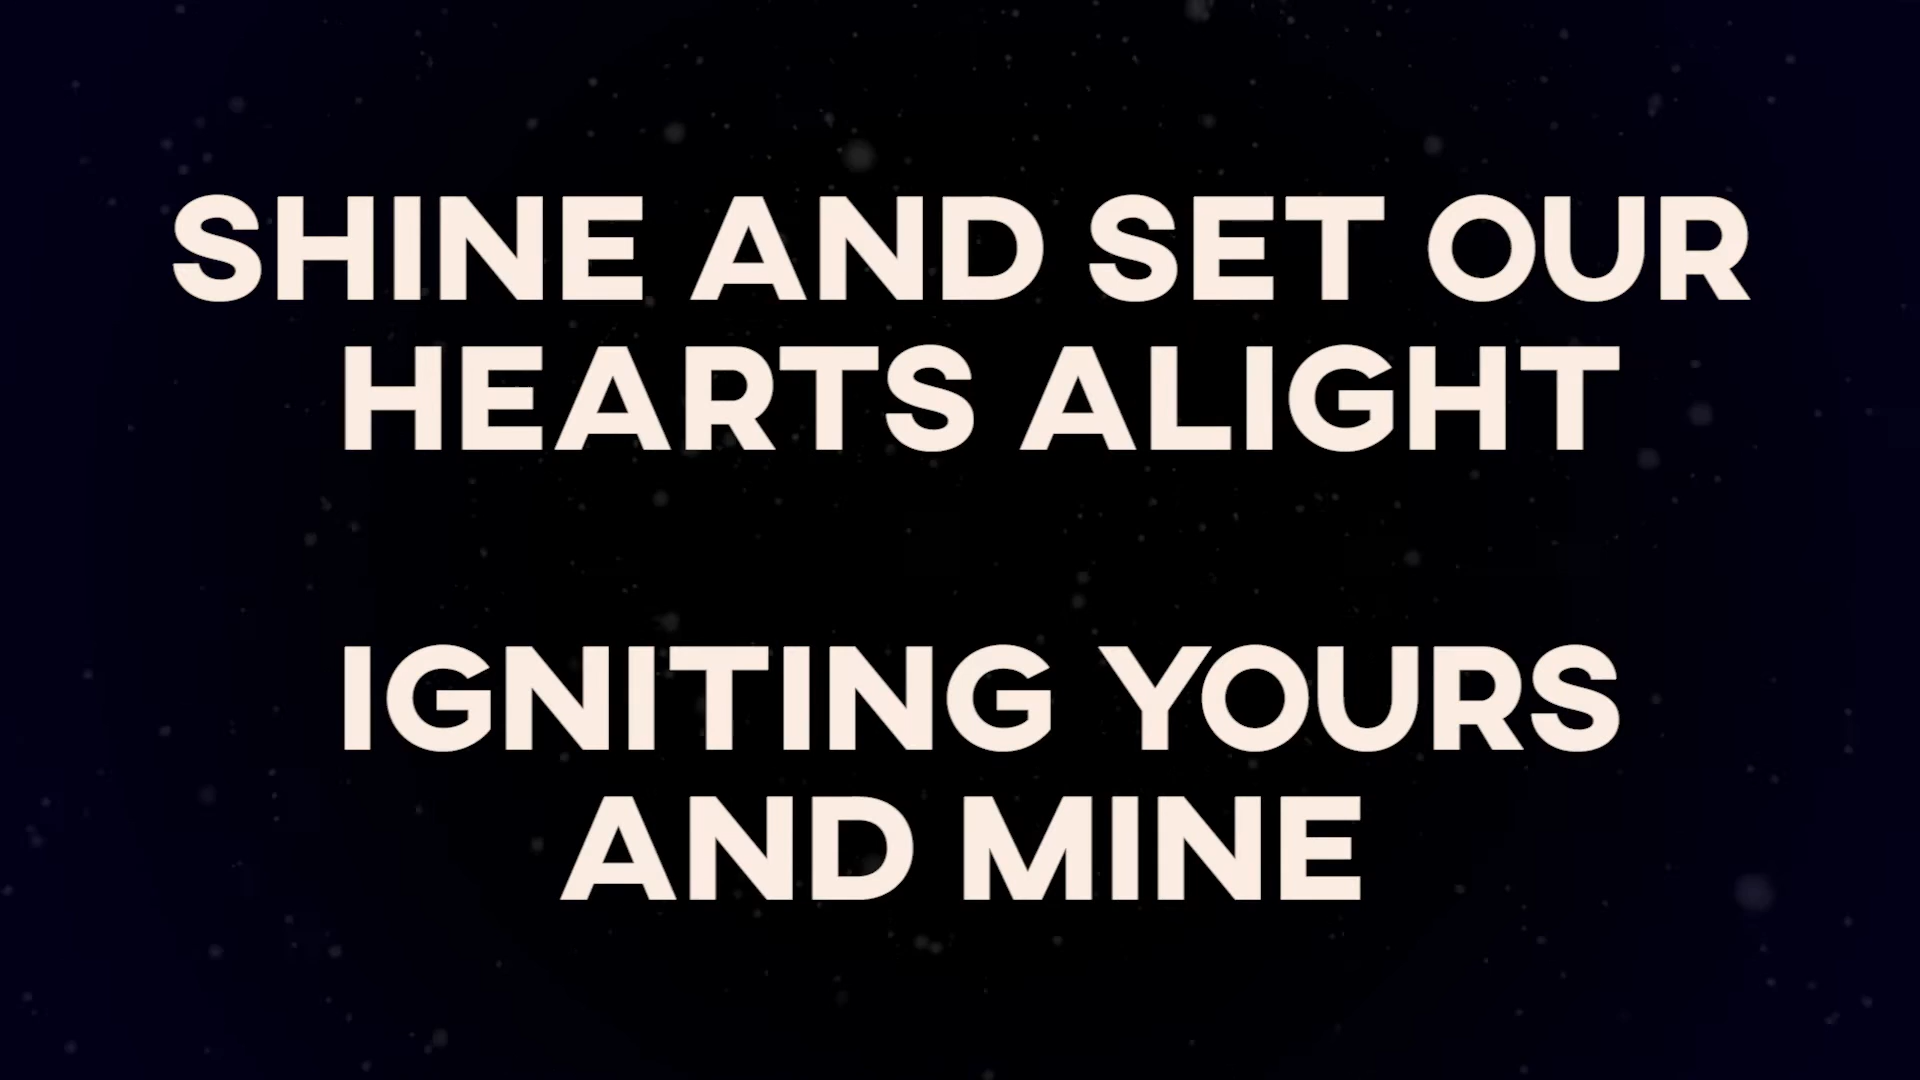 SHINE AND SET OUR
HEARTS ALIGHT
IGNITING YOURS
AND MINE